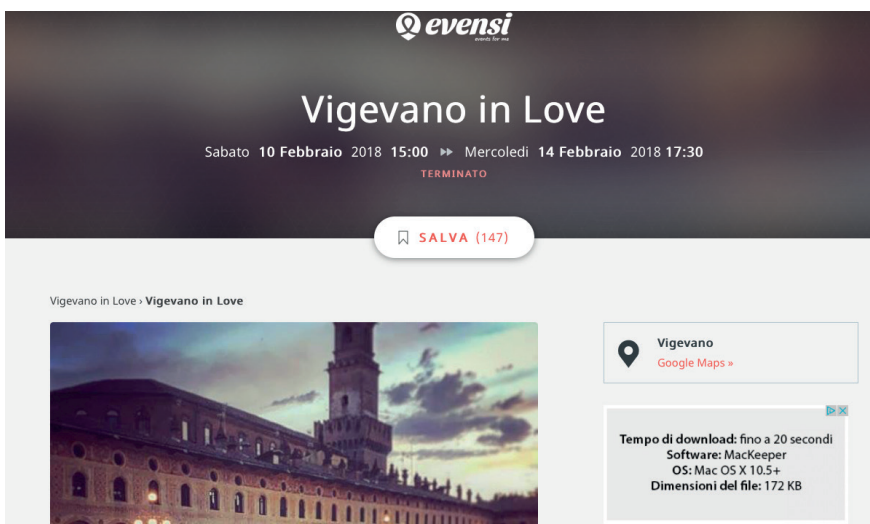 evensi
events for me
Vigevano in Love
Sabato 10 Febbraio 2018 15:00 Mercoledi 14 Febbraio 2018 17:30
TERMINATO
SALVA (147)
Vigevano in Love › Vigevano in Love
Vigevano
Google Maps »
Tempo di download: fino a 20 secondi
Software: MacKeeper
OS: Mac OS X 10.5+
Dimensioni del file: 172 KB